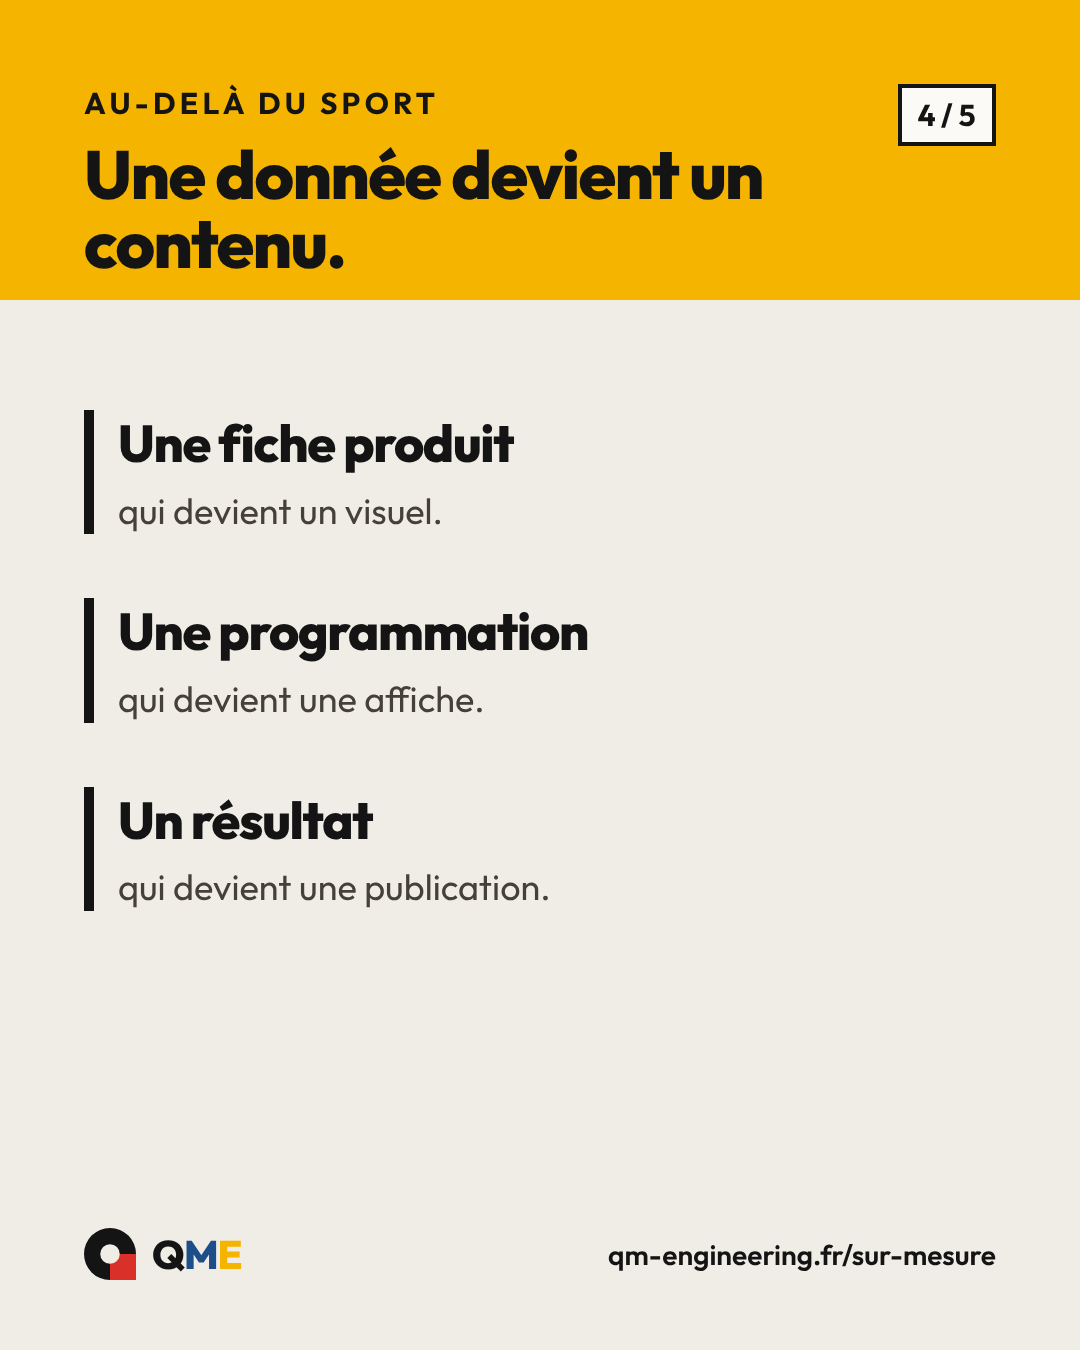 AU-DELÀ DU SPORT
4/5
Une donnée devient un
contenu.
Une fiche produit
qui devient un visuel.
Une programmation
qui devient une affiche.
Un résultat
qui devient une publication.
QME
qm-engineering.fr/sur-mesure